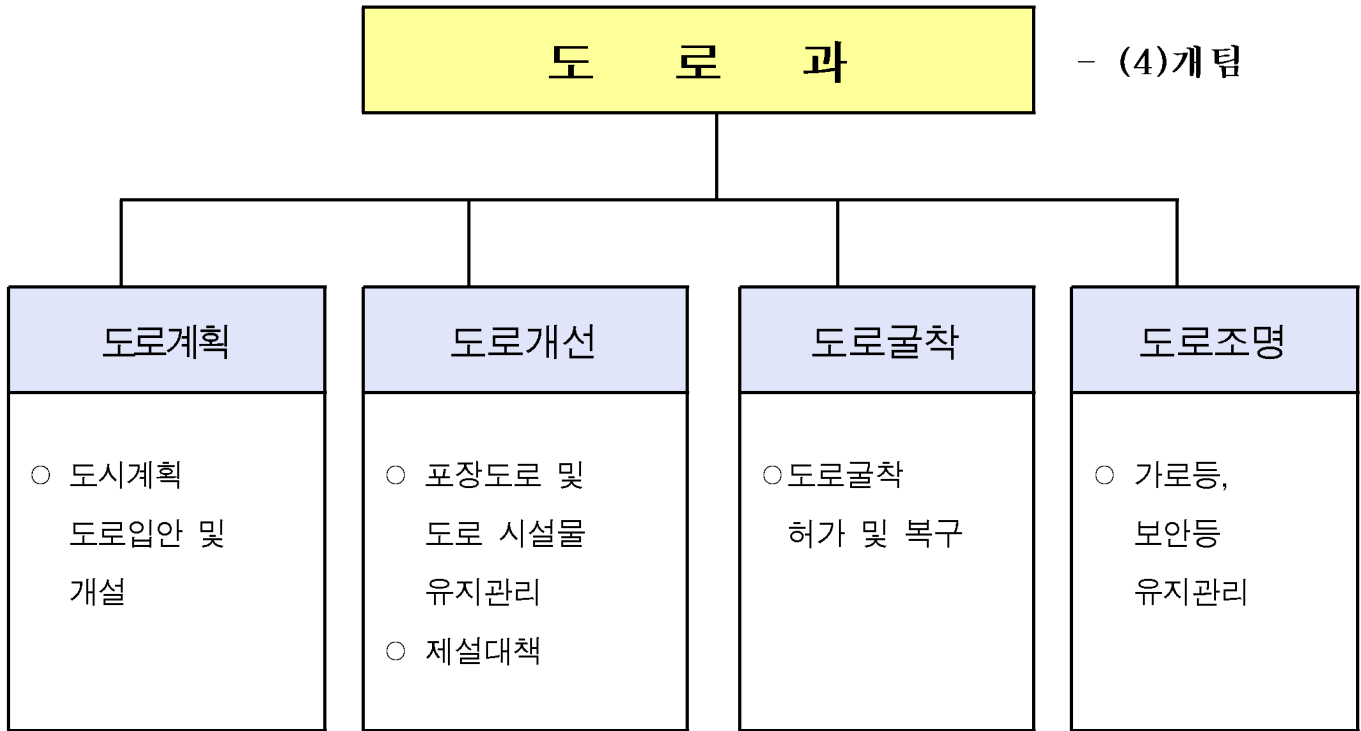 도 로 과
- (4)개 팀
도로계획
도로개선
도로굴착
도로조명
○ 도시계획
도로입안 및
개설
○ 포장도로 및
도로 시설물
유지관리
○ 제설대책
○도로굴착
허가 및 복구
○ 가로등,
보안등
유지관리